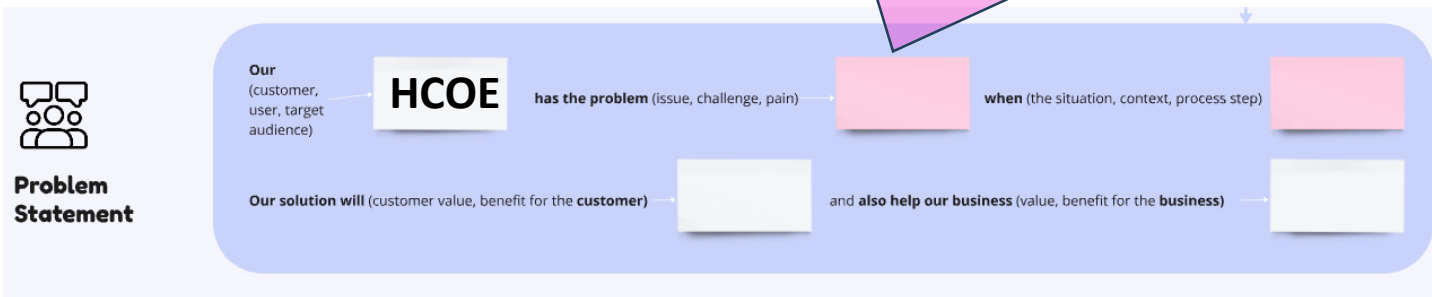 Our
(customer,
user, target
audience)
HCOE
has the problem (issue, challenge, pain)
when (the situation, context, process step)
Problem
Statement
Our solution will (customer value, benefit for the customer)
and also help our business (value, benefit for the business)